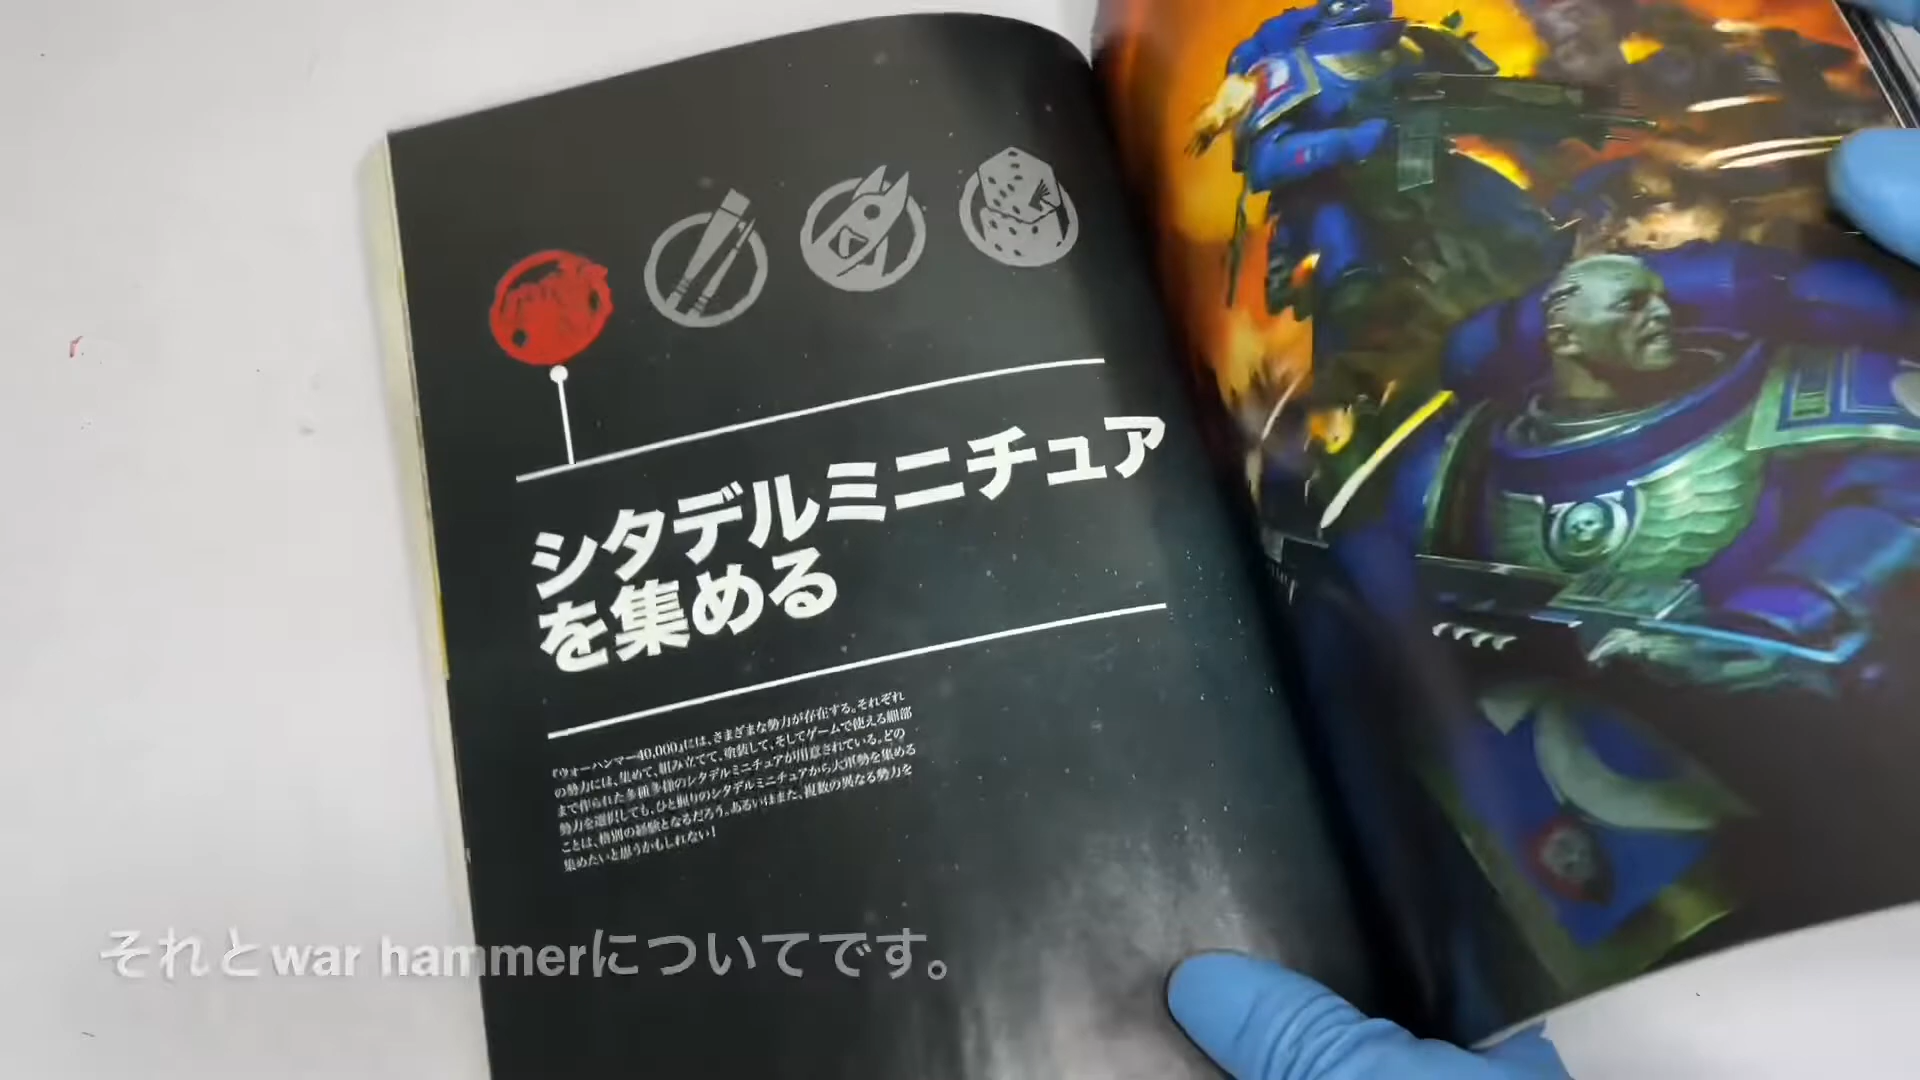 シタデルミニチュア
を集める
『ウォーハンマー40,000』には、さまざまな勢力が存在する。それぞれ
の勢力には、集めて、組み立てて、塗装して、そしてゲームで使える細部
まで作られた多種多様のシタデルミニチュアが用意されている。どの
勢力を選択しても、ひと握りのシタデルミニチュアから大軍勢を集める
ことは、格別の経験となるだろう。あるいはまた、複数の異なる勢力を
集めたいと思うかもしれない！
それとwar hammerについてです。